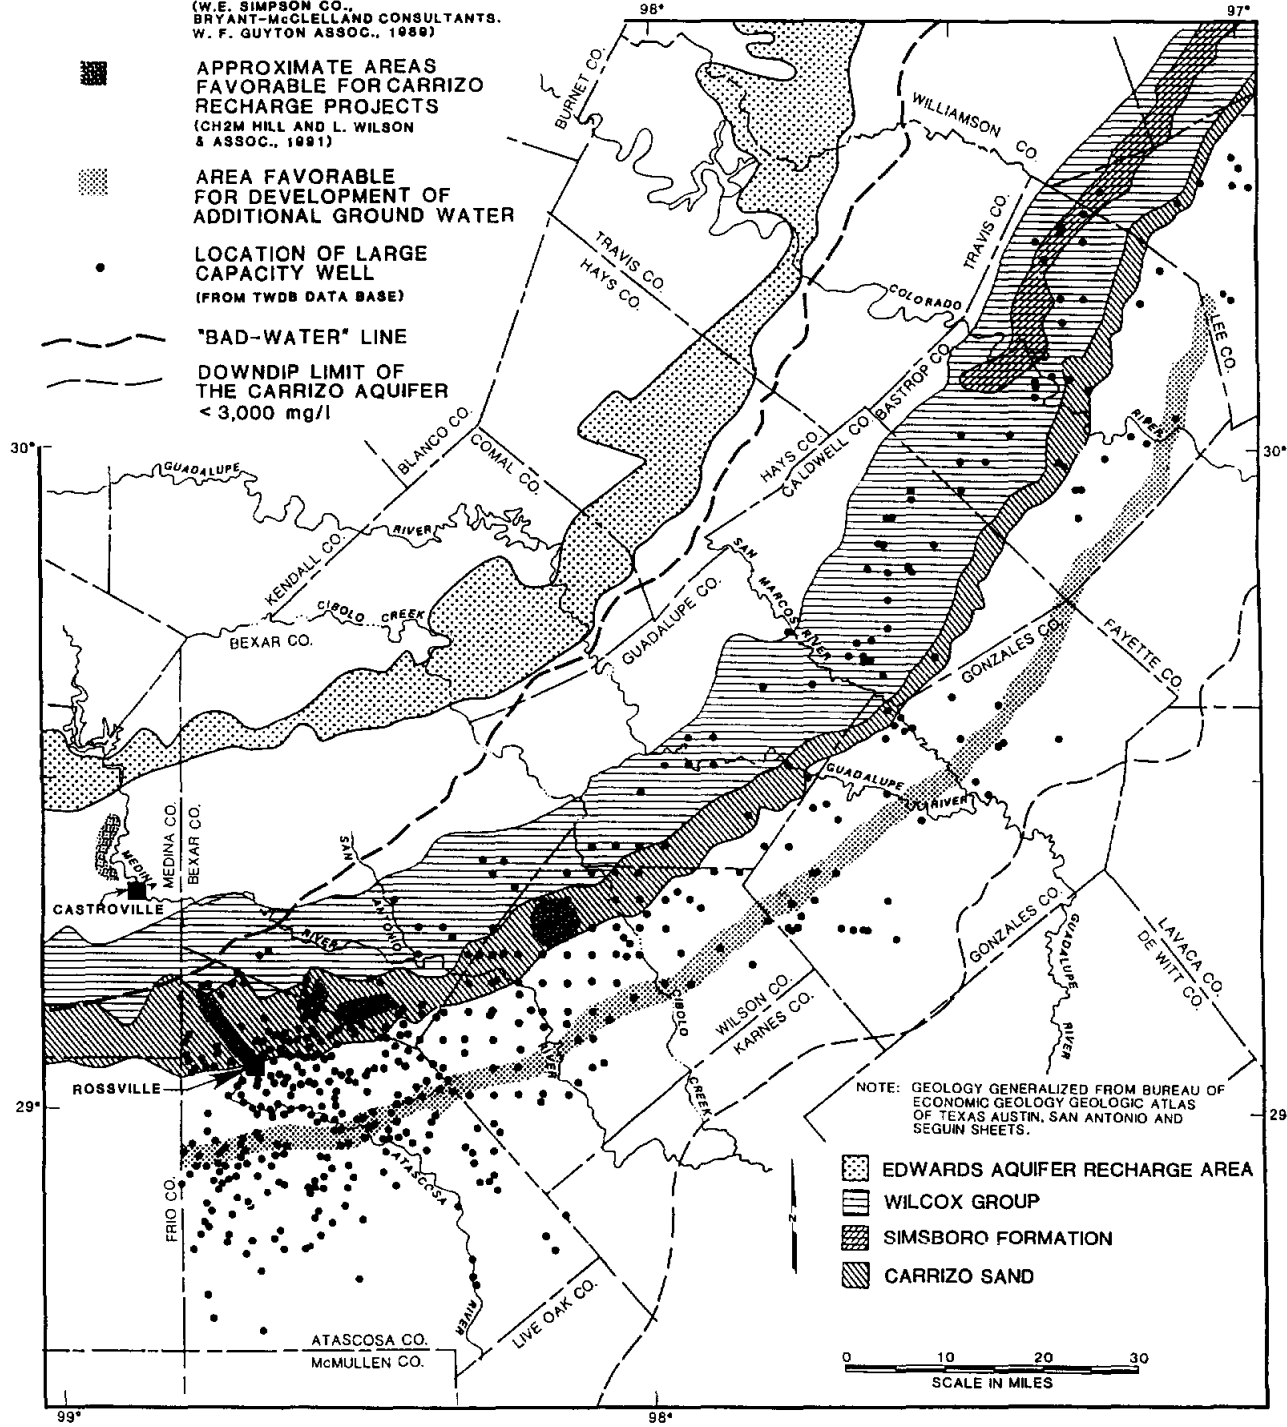 (W.E. SIMPSON CO.,
BRYANT-McCLELLAND CONSULTANTS.
W. F. GUYTON ASSOC., 1989)
APPROXIMATE AREAS
FAVORABLE FOR CARRIZO
RECHARGE PROJECTS
(CH2M HILL AND L. WILSON
& ASSOC., 1991)
AREA FAVORABLE
FOR DEVELOPMENT OF
ADDITIONAL GROUND WATER
LOCATION OF LARGE
CAPACITY WELL
(FROM TWDB DATA BASE)
"BAD-WATER" LINE
DOWNDIP LIMIT OF
THE CARRIZO AQUIFER
< 3,000 mg/l
98°
97°
BURNET CO.
WILLIAMSON CO.
TRAVIS CO.
HAYS CO.
TRAVIS CO.
COLORADO
LEE CO.
BASTROP CO.
RIVER
HAYS CO.
CALDWELL CO.
BLANCO CO.
COMAL CO.
30°
30°
GUADALUPE
RIVER
KENDALL CO.
CIBOLO CREEK
BEXAR CO.
GUADALUPE CO.
SAN
MARCOS RIVER
GONZALES CO.
FAYETTE CO.
GUADALUPE
RIVER
MEDINA CO.
BEXAR CO.
MEDINA
CASTROVILLE
SAN
ANTONIO
RIVER
GONZALES CO.
GUADALUPE
RIVER
LAVACA CO.
DE WITT CO.
WILSON CO.
KARNES CO.
CIBOLO
CREEK
RIVER
ROSSVILLE
29°
29
NOTE: GEOLOGY GENERALIZED FROM BUREAU OF
ECONOMIC GEOLOGY GEOLOGIC ATLAS
OF TEXAS AUSTIN, SAN ANTONIO AND
SEGUIN SHEETS.
FRIO CO.
ATASCOSA
RIVER
LIVE OAK CO.
ATASCOSA CO.
McMULLEN CO.
N
EDWARDS AQUIFER RECHARGE AREA
WILCOX GROUP
SIMSBORO FORMATION
CARRIZO SAND
0 10 20 30
SCALE IN MILES
99°
98°